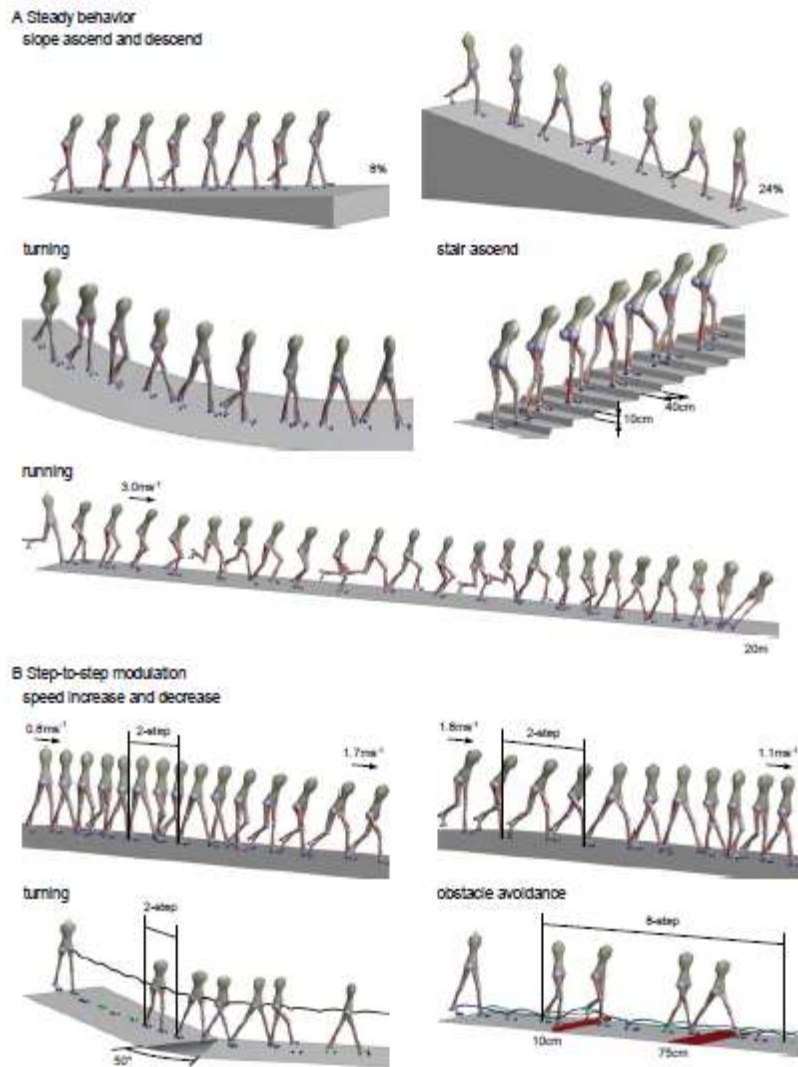 A Steady behavior
slope ascend and descend
8%
24%
turning
stair ascend
40cm
10cm
running
3.0ms⁻¹
20m
B Step-to-step modulation
speed increase and decrease
0.8ms⁻¹
2-step
1.7ms⁻¹
1.8ms⁻¹
2-step
1.1ms⁻¹
turning
2-step
50°
obstacle avoidance
6-step
10cm
75cm